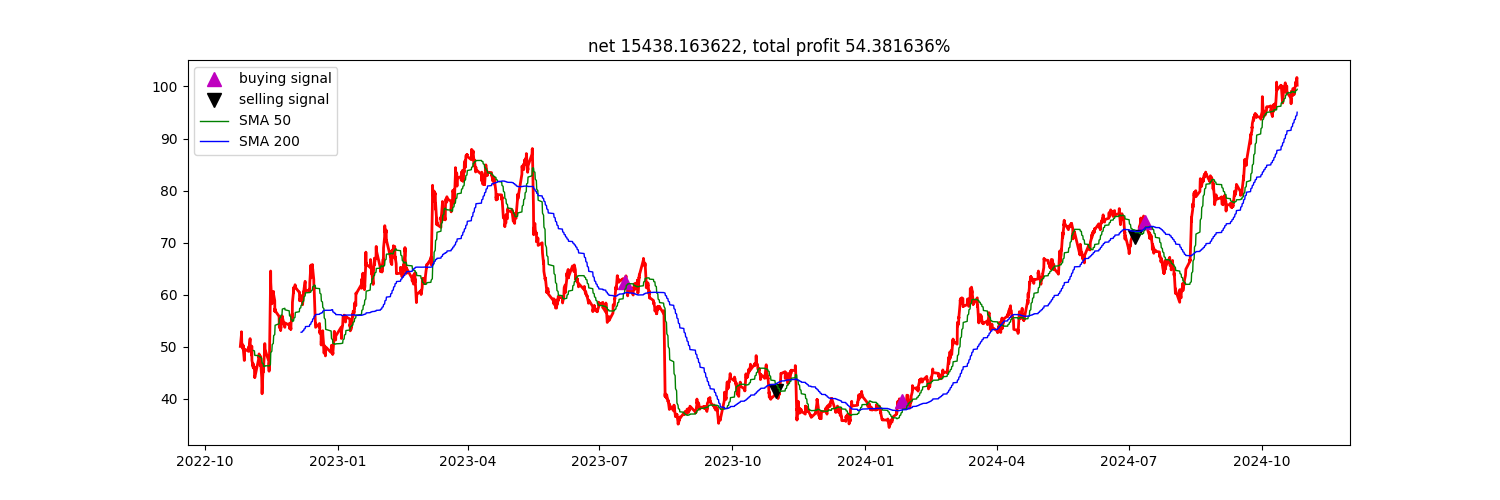 net 15438.163622, total profit 54.381636%
buying signal
selling signal
SMA 50
SMA 200
100
90
80
70
60
50
40
2022-10 2023-01 2023-04 2023-07 2023-10 2024-01 2024-04 2024-07 2024-10